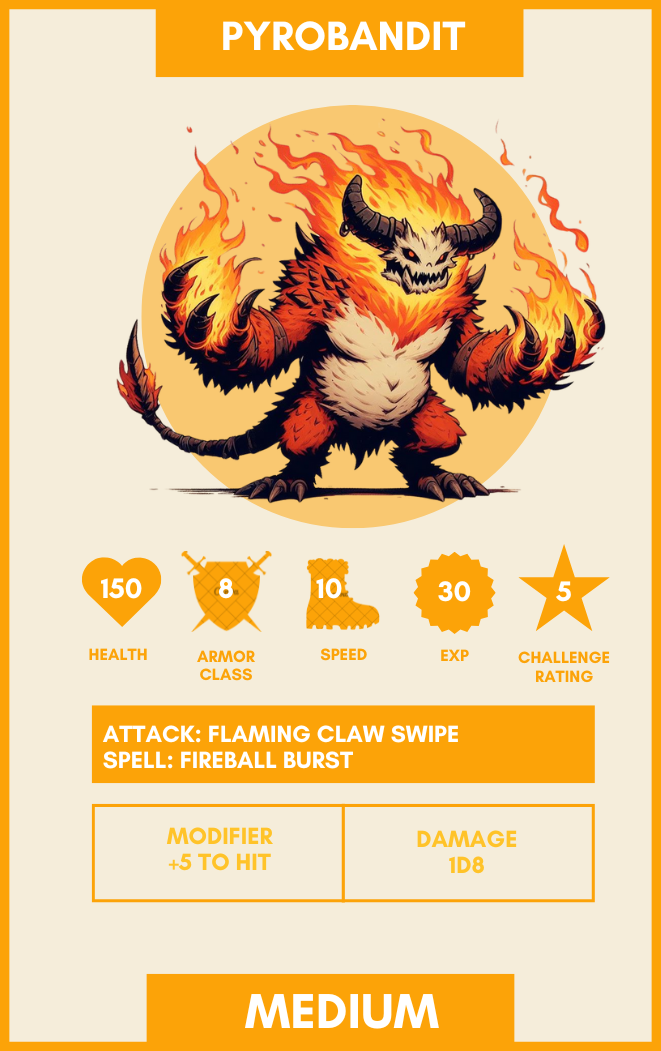 PYROBANDIT
150
8
10
30
5
HEALTH
ARMOR
CLASS
SPEED
EXP
CHALLENGE
RATING
ATTACK: FLAMING CLAW SWIPE
SPELL: FIREBALL BURST
MODIFIER
+5 TO HIT
DAMAGE
1D8
MEDIUM